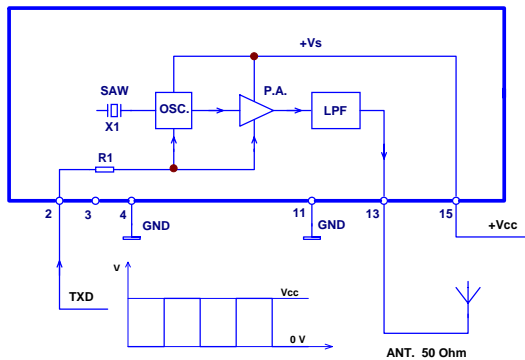 +Vs
SAW
P.A.
OSC.
LPF
X1
R1
2 3 4 11 13 15
GND GND
+Vcc
V
TXD
Vcc
0 V
ANT. 50 Ohm